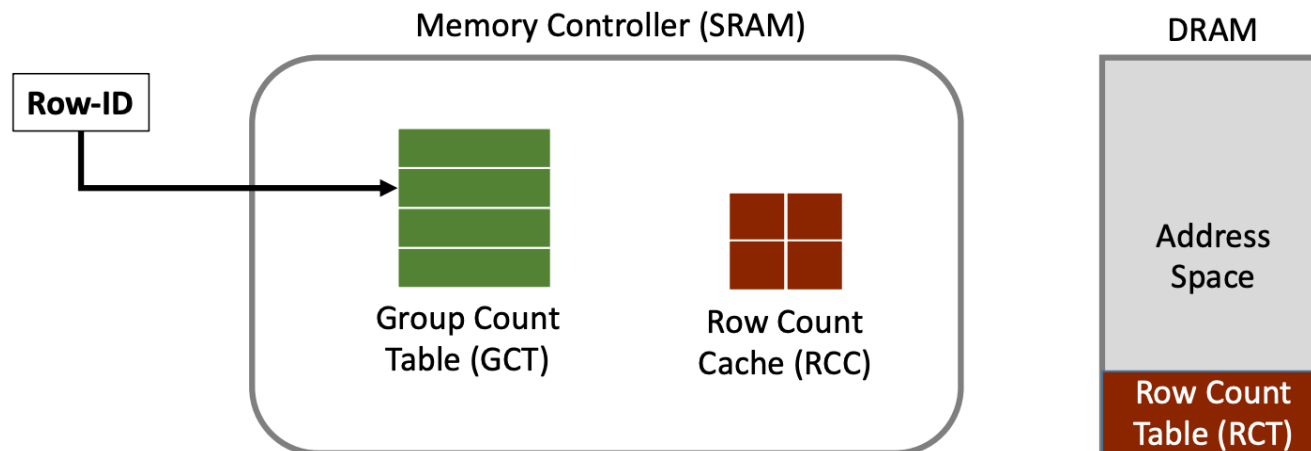 Memory Controller (SRAM)
DRAM
Row-ID
Group Count
Table (GCT)
Row Count
Cache (RCC)
Address
Space
Row Count
Table (RCT)